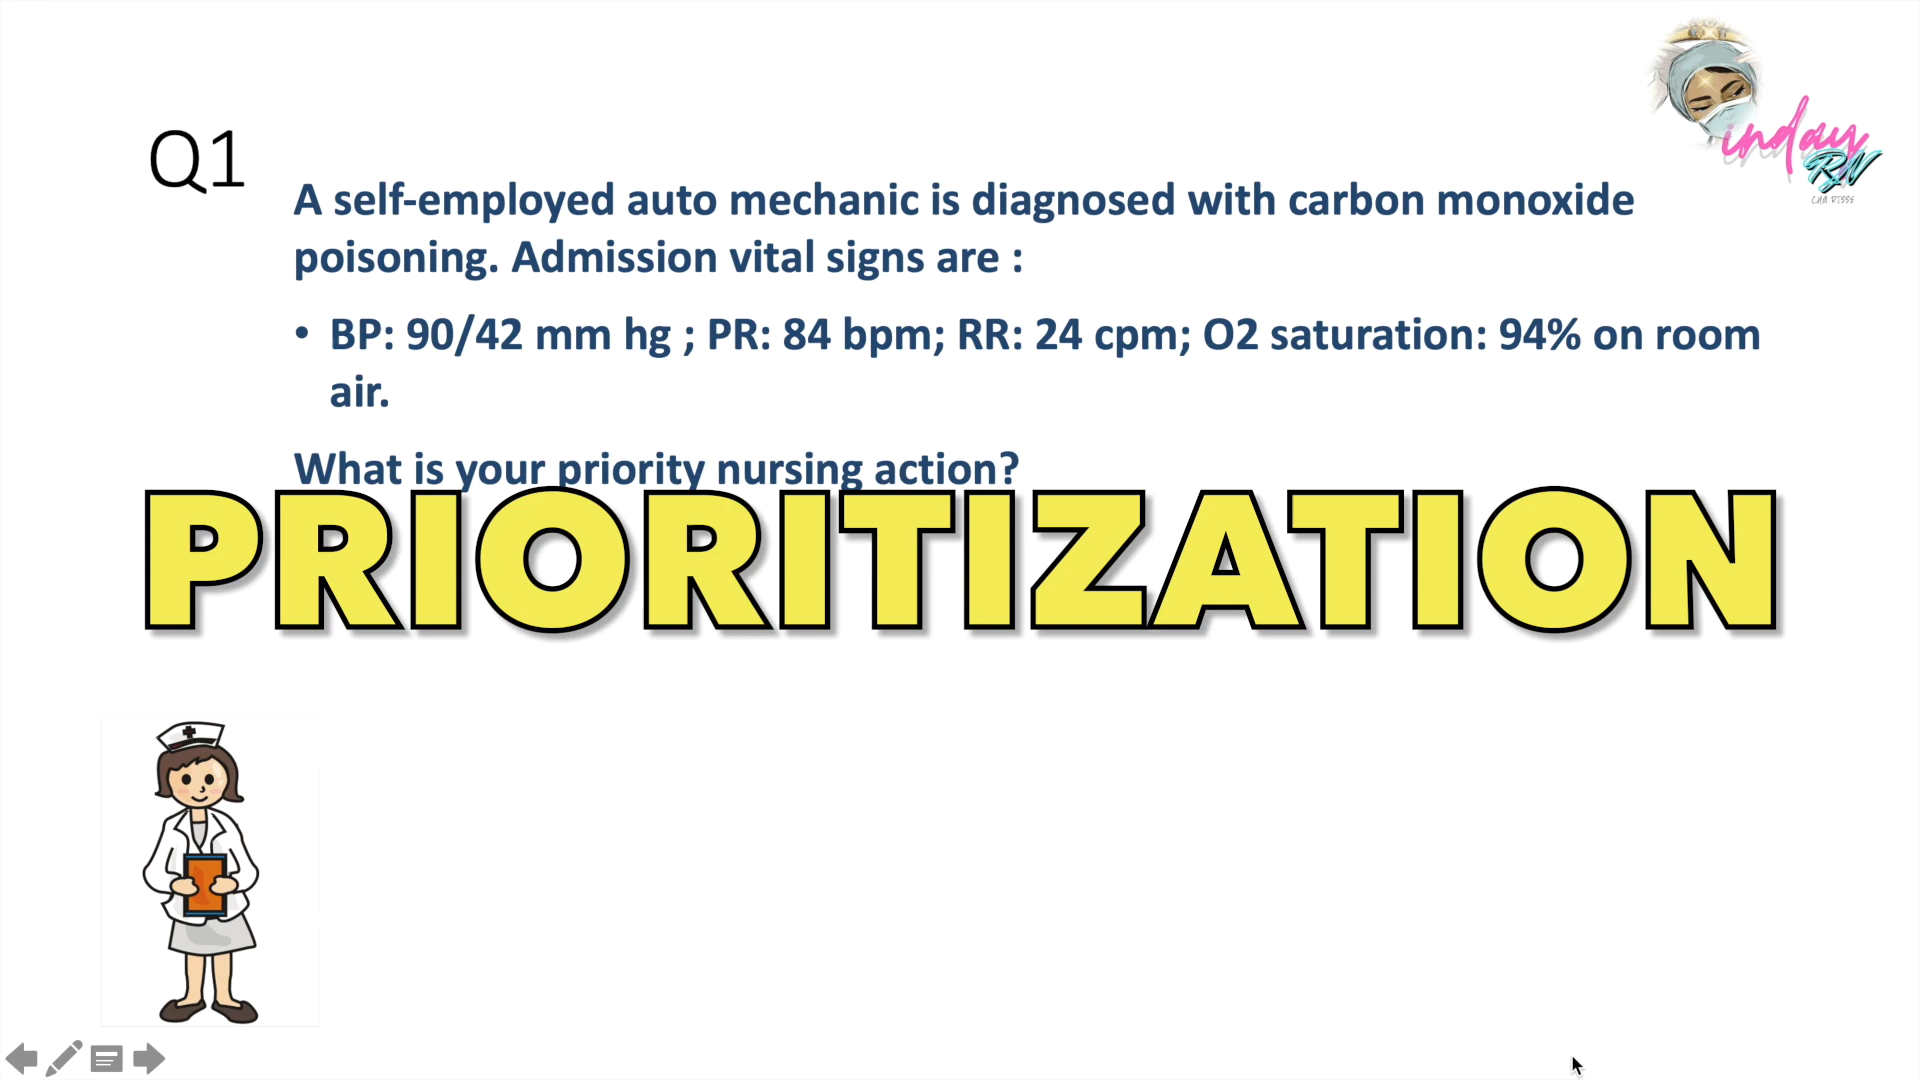 Q1
A self-employed auto mechanic is diagnosed with carbon monoxide
poisoning. Admission vital signs are :
• BP: 90/42 mm hg ; PR: 84 bpm; RR: 24 cpm; O2 saturation: 94% on room
air.
What is your priority nursing action?
PRIORITIZATION
inday
RN
CHA RISSE